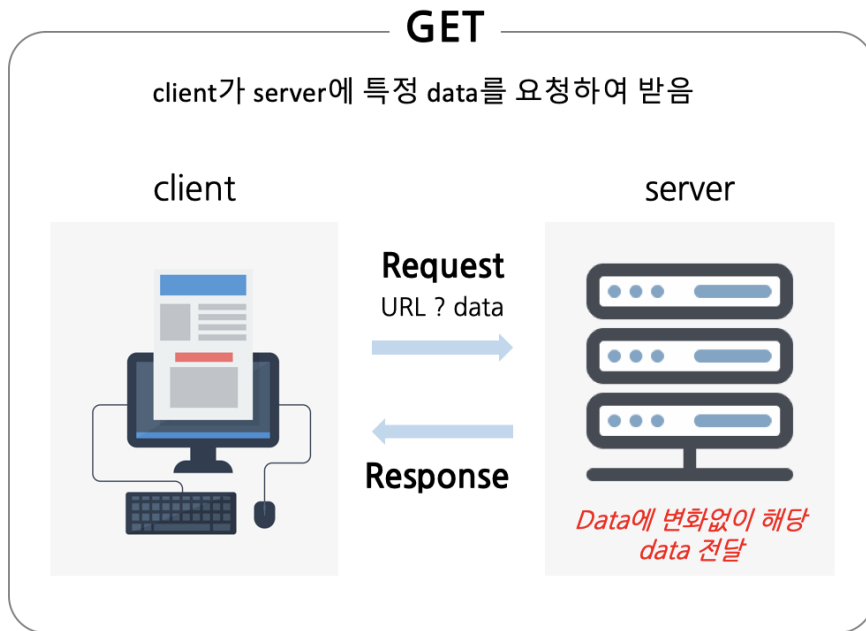 GET
client가 server에 특정 data를 요청하여 받음
client
server
Request
URL ? data
Response
Data에 변화없이 해당
data 전달